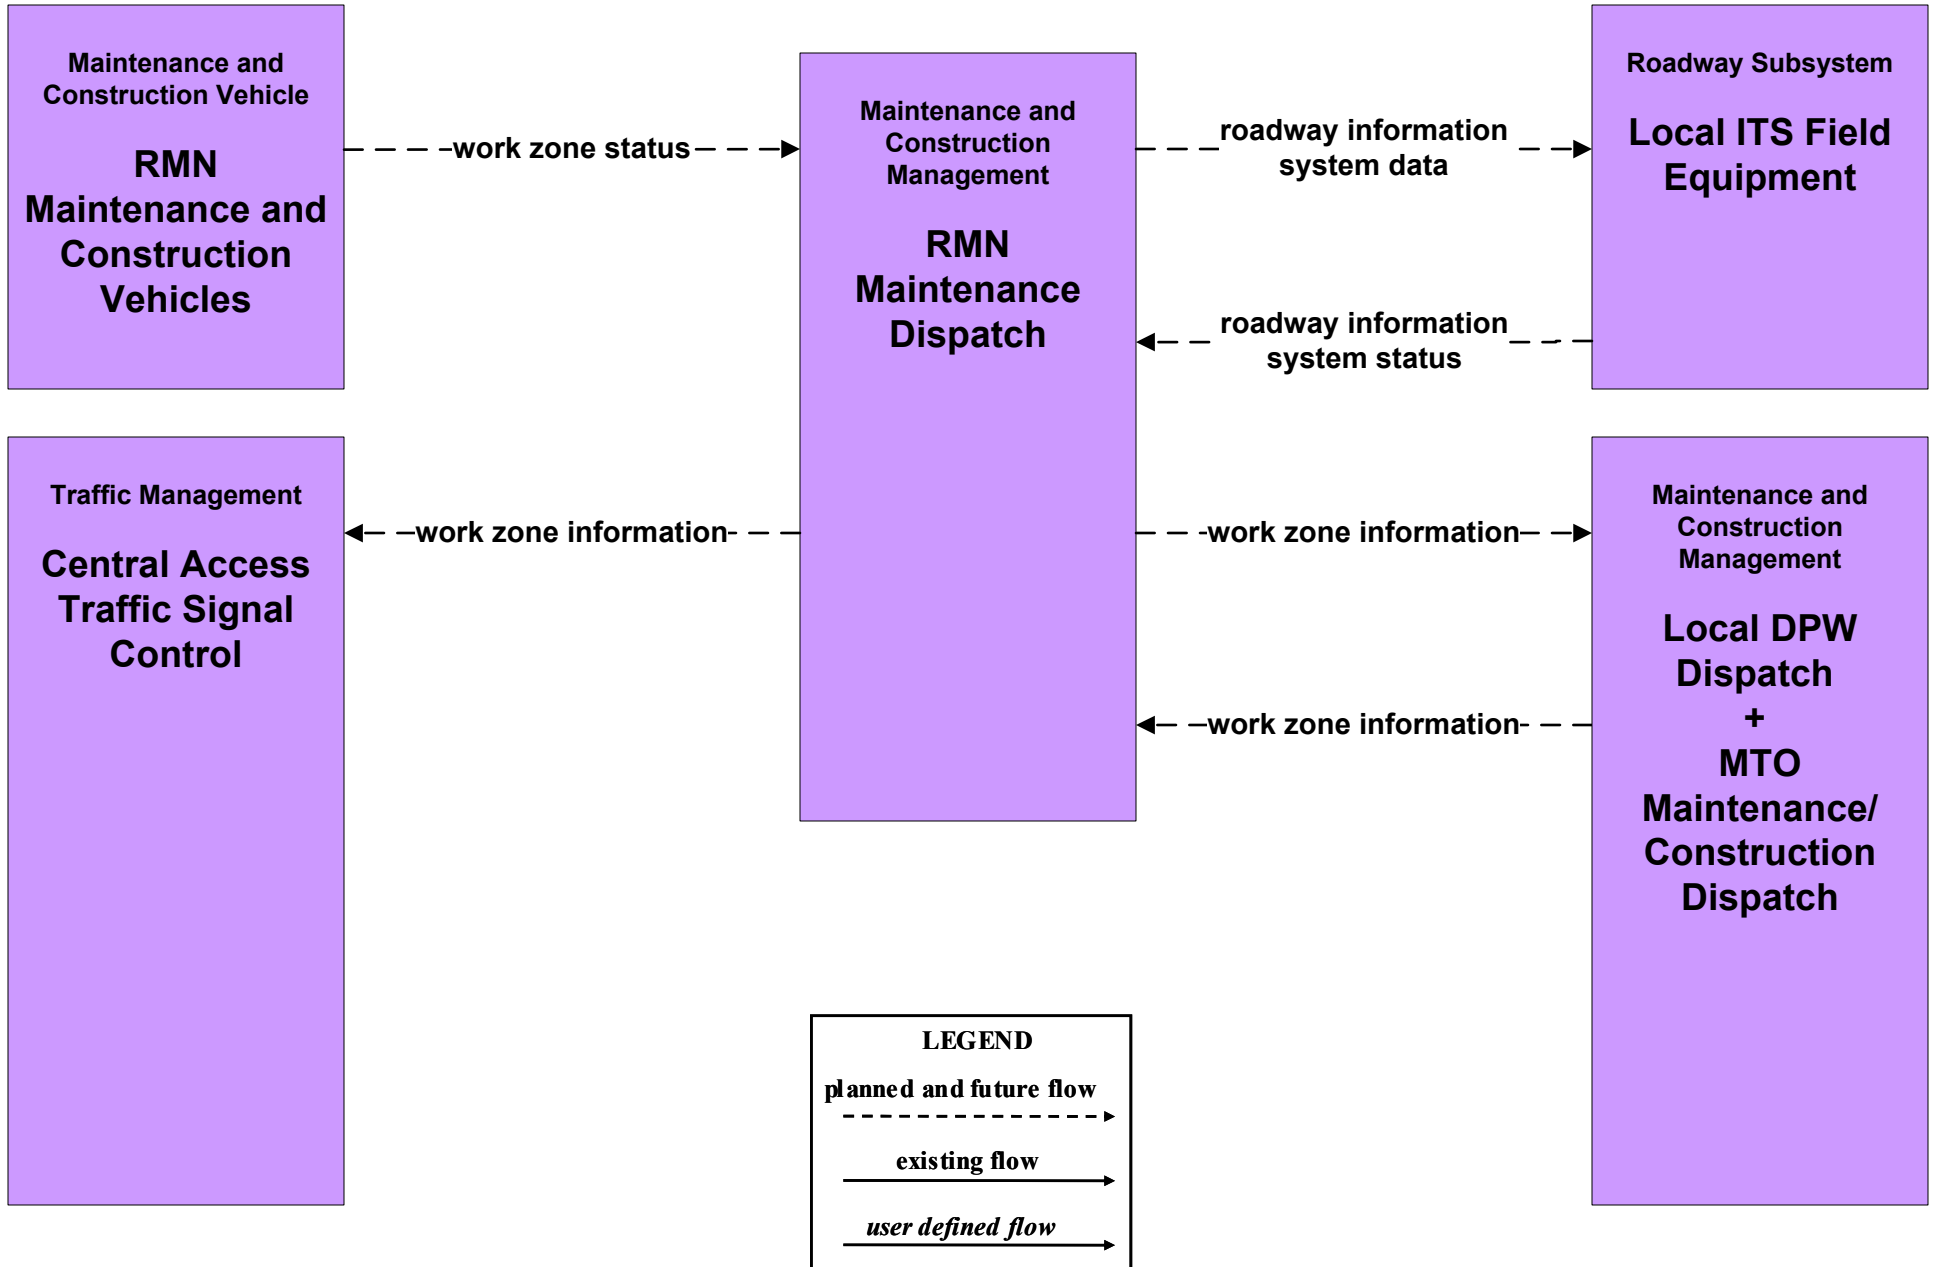 Maintenance and
Construction Vehicle
RMN
Maintenance and
Construction
Vehicles
work zone status
Maintenance and
Construction
Management
RMN
Maintenance
Dispatch
roadway information
system data
roadway information
system status
Roadway Subsystem
Local ITS Field
Equipment
Traffic Management
Central Access
Traffic Signal
Control
work zone information
work zone information
work zone information
Maintenance and
Construction
Management
Local DPW
Dispatch
+
MTO
Maintenance/
Construction
Dispatch
LEGEND
planned and future flow
existing flow
user defined flow